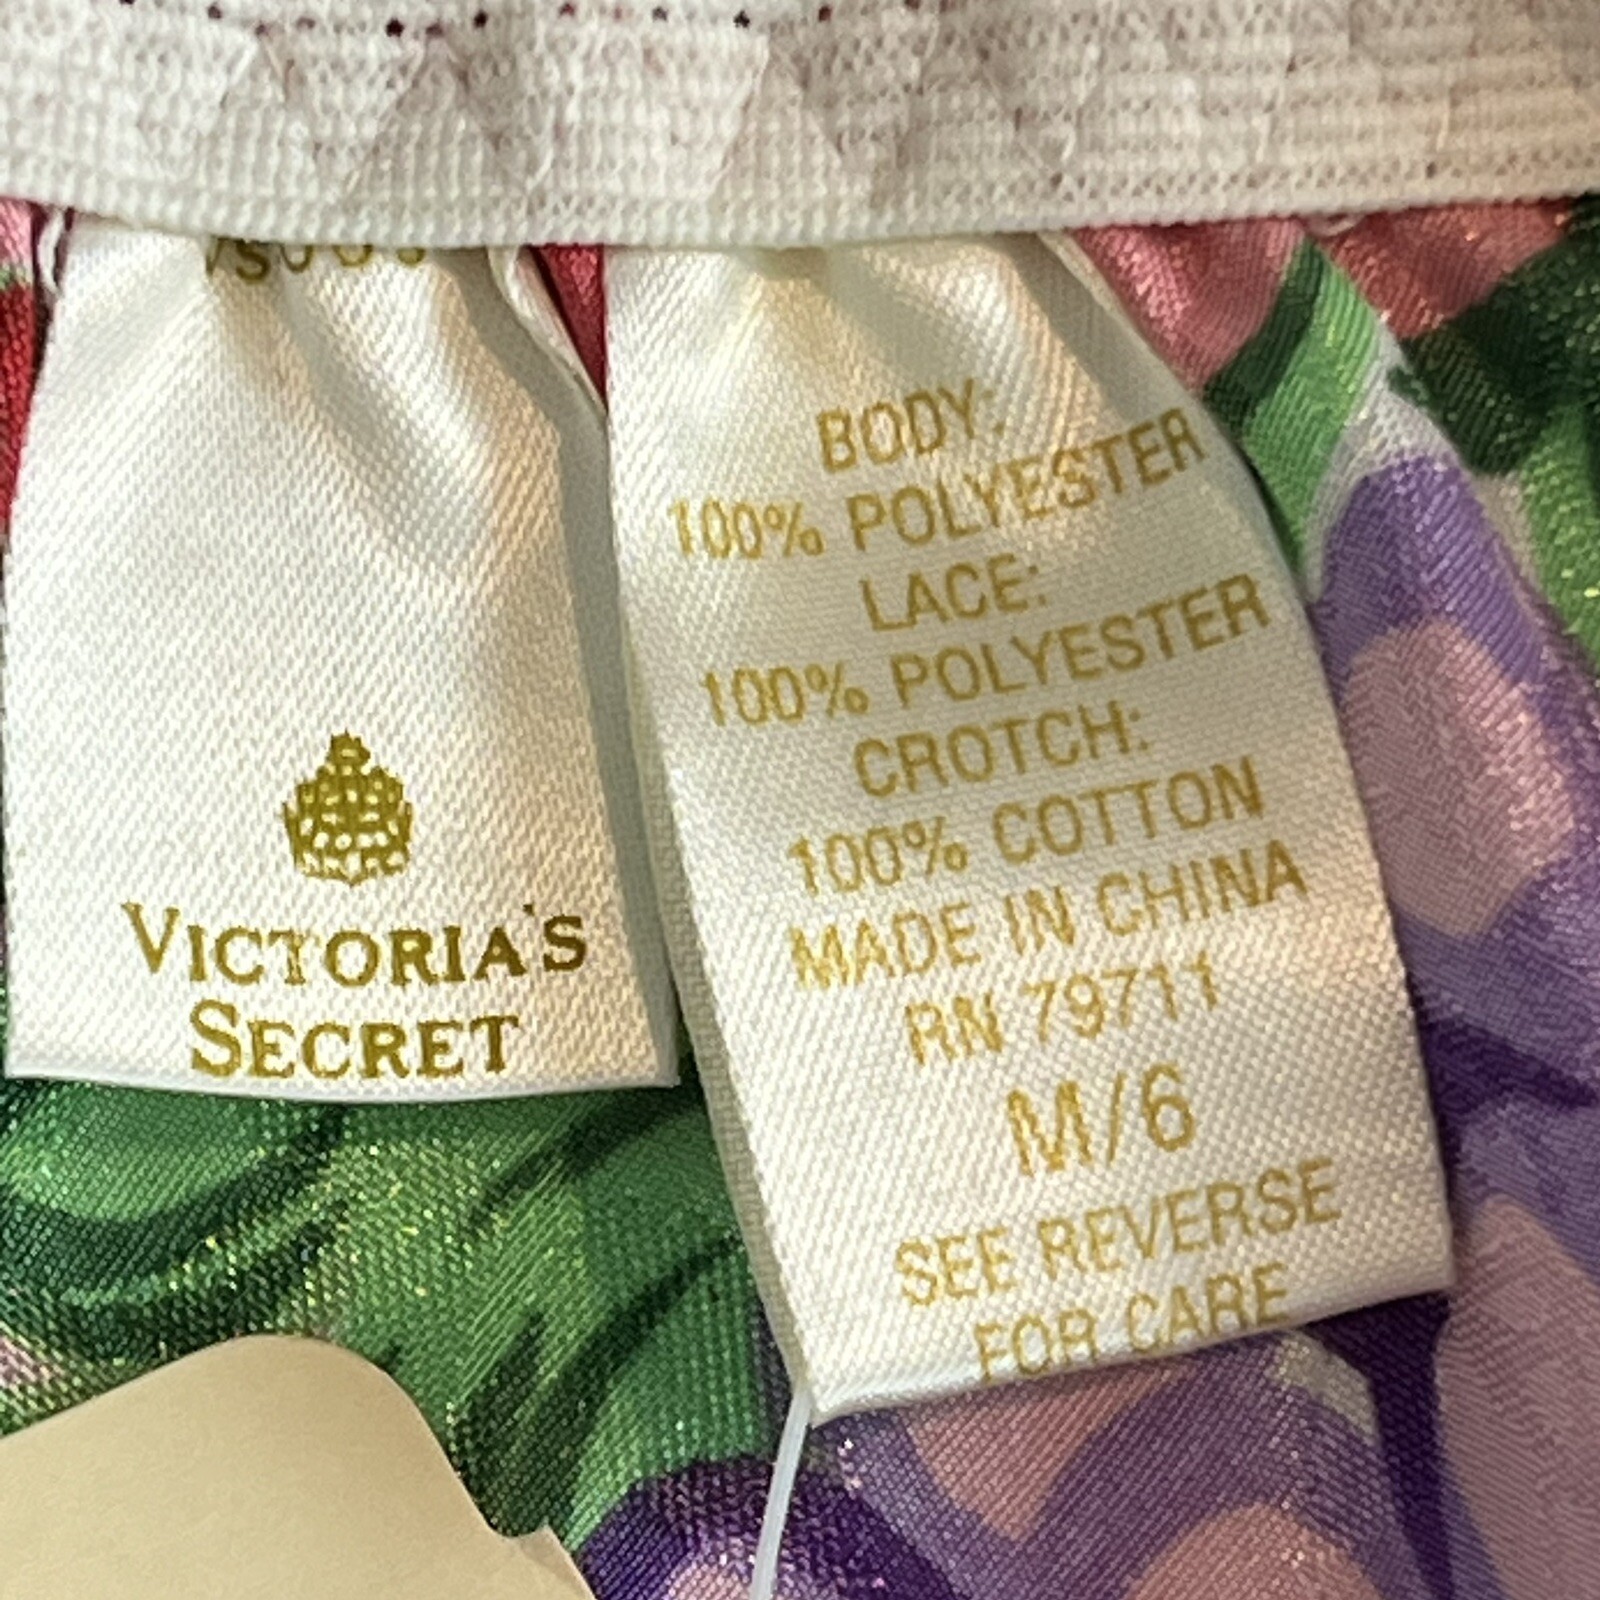 VICTORIA'S
SECRET
BODY:
100% POLYESTER
LACE:
100% POLYESTER
CROTCH:
100% COTTON
MADE IN CHINA
RN 79711
M/6
SEE REVERSE
FOR CARE